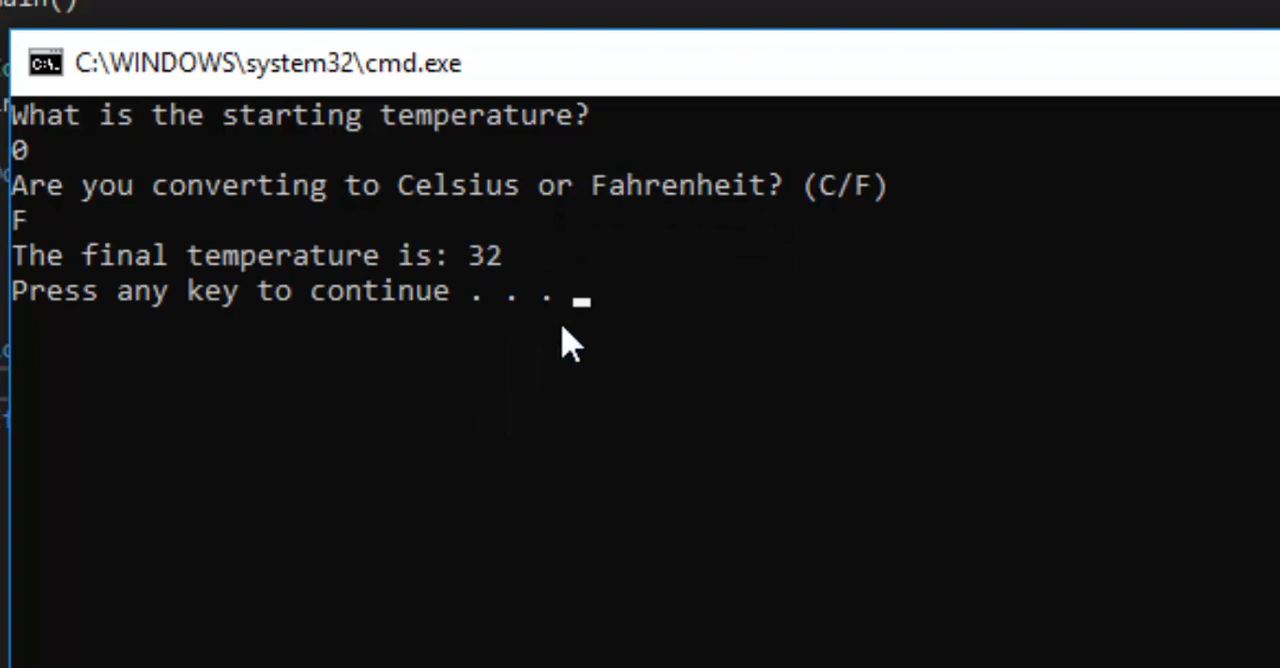 main()
C:\WINDOWS\system32\cmd.exe
What is the starting temperature?
0
Are you converting to Celsius or Fahrenheit? (C/F)
F
The final temperature is: 32
Press any key to continue . . .